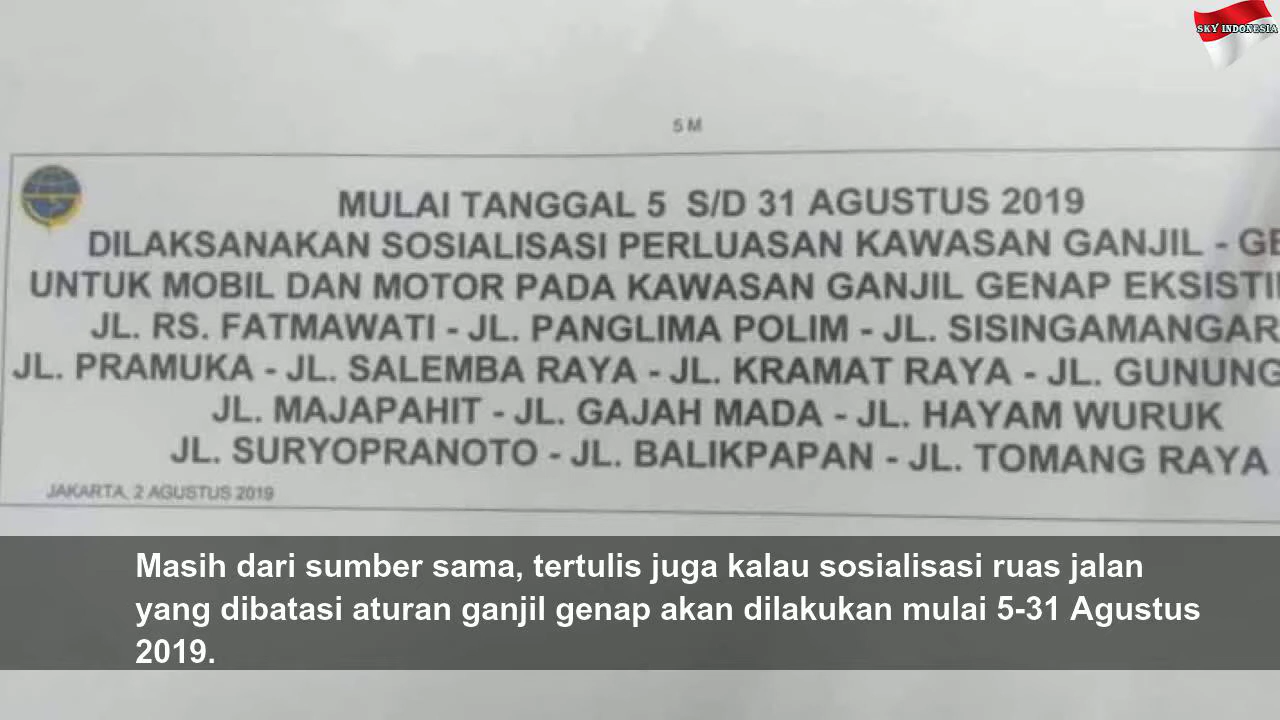 SKY INDONESIA
5 M
MULAI TANGGAL 5 S/D 31 AGUSTUS 2019
DILAKSANAKAN SOSIALISASI PERLUASAN KAWASAN GANJIL - GE
UNTUK MOBIL DAN MOTOR PADA KAWASAN GANJIL GENAP EKSISTI
JL. RS. FATMAWATI - JL. PANGLIMA POLIM - JL. SISINGAMANGAR
JL. PRAMUKA - JL. SALEMBA RAYA - JL. KRAMAT RAYA - JL. GUNUNG
JL. MAJAPAHIT - JL. GAJAH MADA - JL. HAYAM WURUK
JL. SURYOPRANOTO - JL. BALIKPAPAN - JL. TOMANG RAYA
JAKARTA, 2 AGUSTUS 2019
Masih dari sumber sama, tertulis juga kalau sosialisasi ruas jalan
yang dibatasi aturan ganjil genap akan dilakukan mulai 5-31 Agustus
2019.